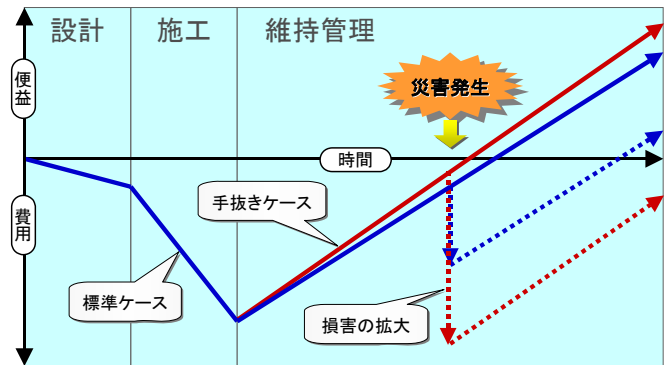 設計
施工
維持管理
便益
災害発生
時間
費用
手抜きケース
標準ケース
損害の拡大